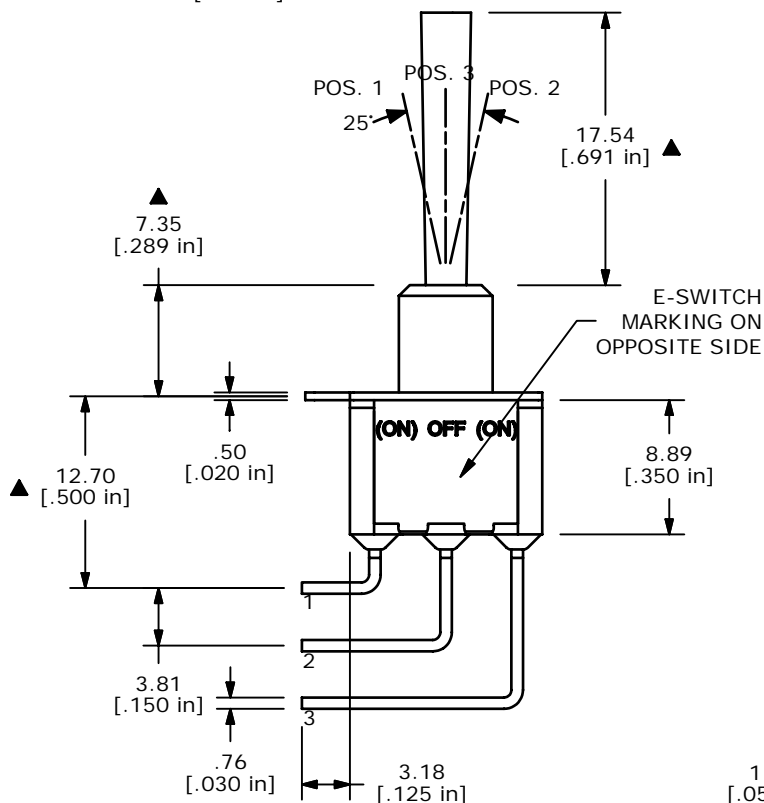 POS. 3
POS. 1
POS. 2
25°
17.54
[.691 in]
7.35
[.289 in]
E-SWITCH
MARKING ON
OPPOSITE SIDE
(ON) OFF (ON)
.50
[.020 in]
12.70
[.500 in]
8.89
[.350 in]
1
2
3.81
[.150 in]
3
.76
[.030 in]
3.18
[.125 in]